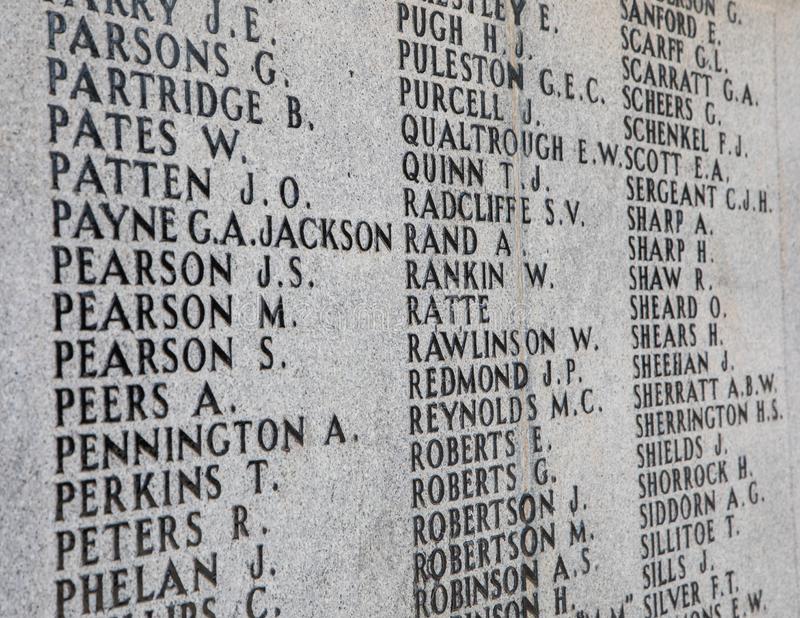 PARRY J.E.
PARSONS G.
PARTRIDGE B.
PATES W.
PATTEN J.O.
PAYNE G.A.JACKSON
PEARSON J.S.
PEARSON M.
PEARSON S.
PEERS A.
PENNINGTON A.
PERKINS T.
PETERS R.
PHELAN J.
C.
E.
PUGH H.J.
PULESTON G.E.C.
PURCELL J.
QUALTROUGH E.W.
QUINN T.J.
RADCLIFFE S.V.
RAND A.
RANKIN W.
RATTE
RAWLINSON W.
REDMOND J.P.
REYNOLDS M.C.
ROBERTS E.
ROBERTS G.
ROBERTSON J.
ROBERTSON M.
ROBINSON A.S.
H.
G.
SANFORD E.
SCARFF G.L.
SCARRATT G.A.
SCHEERS G.
SCHENKEL F.J.
SCOTT E.A.
SERGEANT C.J.H.
SHARP A.
SHARP H.
SHAW R.
SHEARD O.
SHEARS H.
SHEEHAN J.
SHERRATT A.B.W.
SHERRINGTON H.S.
SHIELDS J.
SHORROCK H.
SIDDORN A.G.
SILLITOE T.
SILLS J.
SILVER F.T.
E.W.